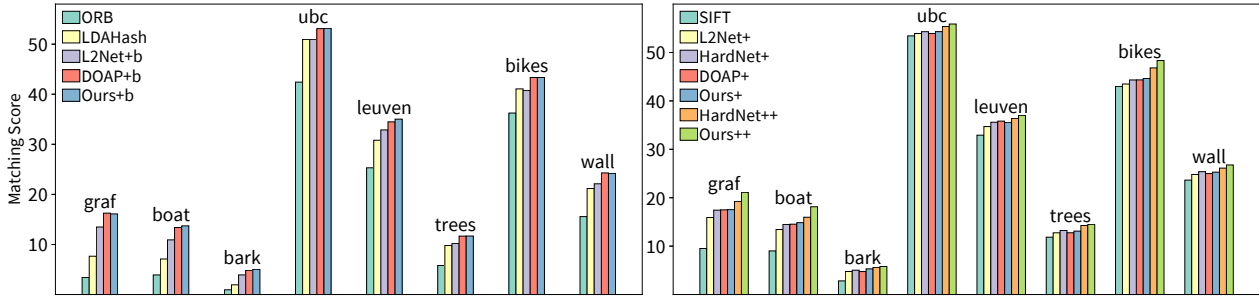 Matching Score
50
40
30
20
10
ORB
LDAHash
L2Net+b
DOAP+b
Ours+b
graf
boat
bark
ubc
leuven
trees
bikes
wall
50
40
30
20
10
SIFT
L2Net+
HardNet+
DOAP+
Ours+
HardNet++
Ours++
graf
boat
bark
ubc
leuven
trees
bikes
wall